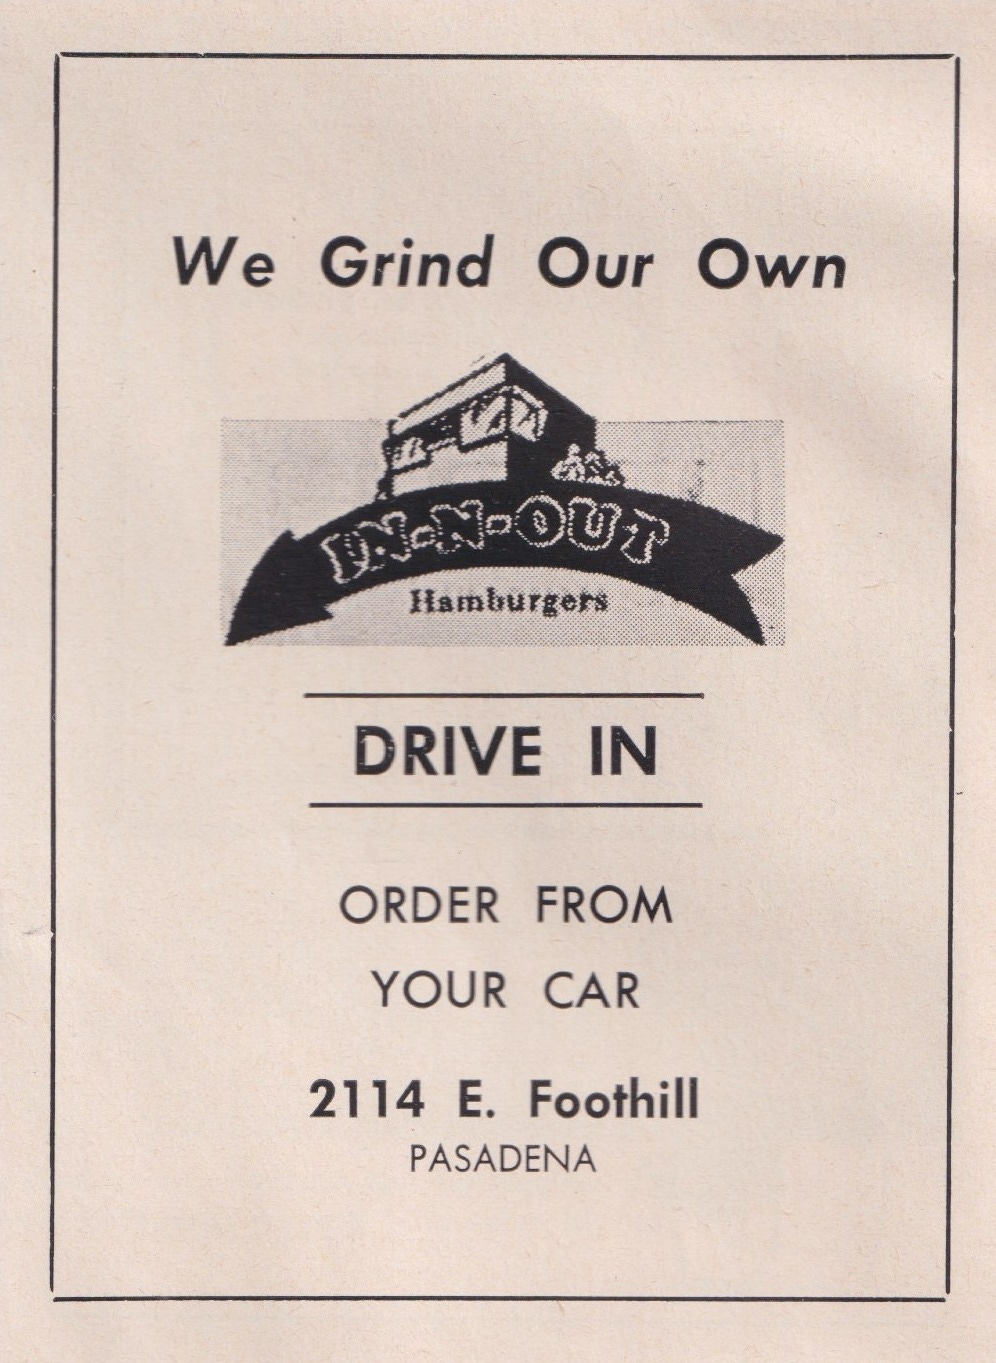 We Grind Our Own
IN-N-OUT
Hamburgers
DRIVE IN
ORDER FROM
YOUR CAR
2114 E. Foothill
PASADENA